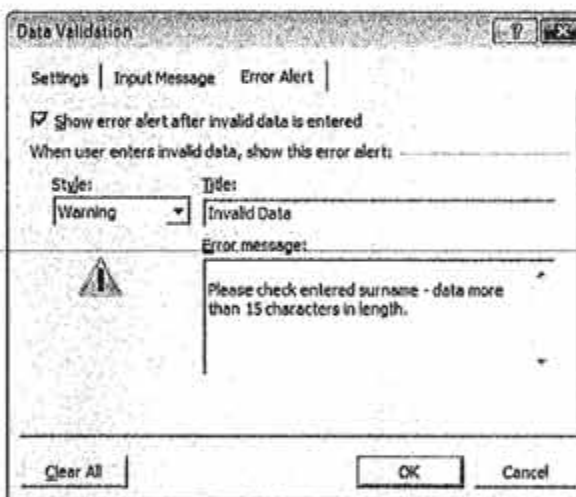 Data Validation
Settings Input Message Error Alert
Show error alert after invalid data is entered
When user enters invalid data, show this error alert:
Style: Title:
Warning Invalid Data
Error message:
Please check entered surname - data more
than 15 characters in length.
Clear All OK Cancel